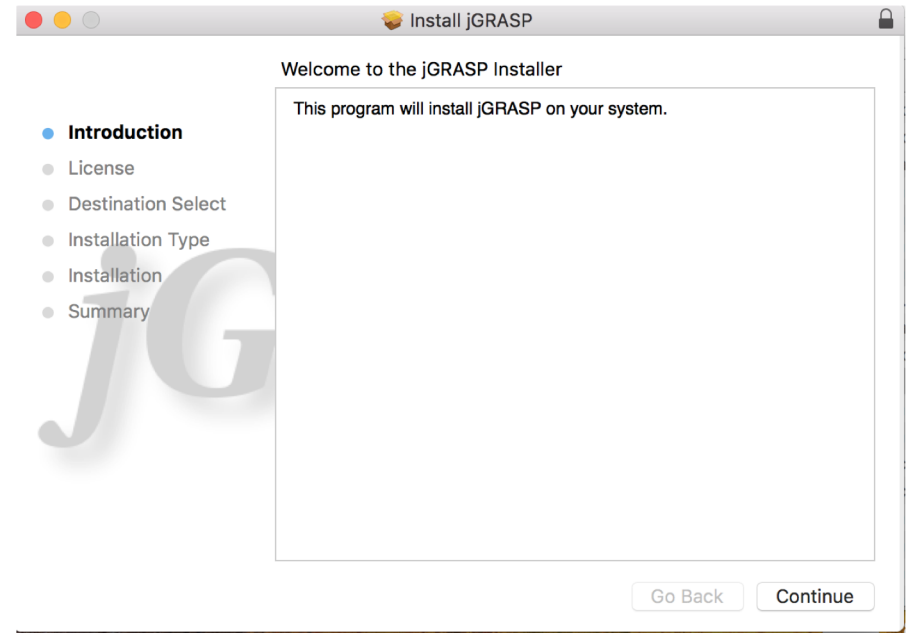 Install jGRASP
Welcome to the jGRASP Installer
This program will install jGRASP on your system.
Introduction
License
Destination Select
Installation Type
Installation
Summary
jG
Go Back
Continue